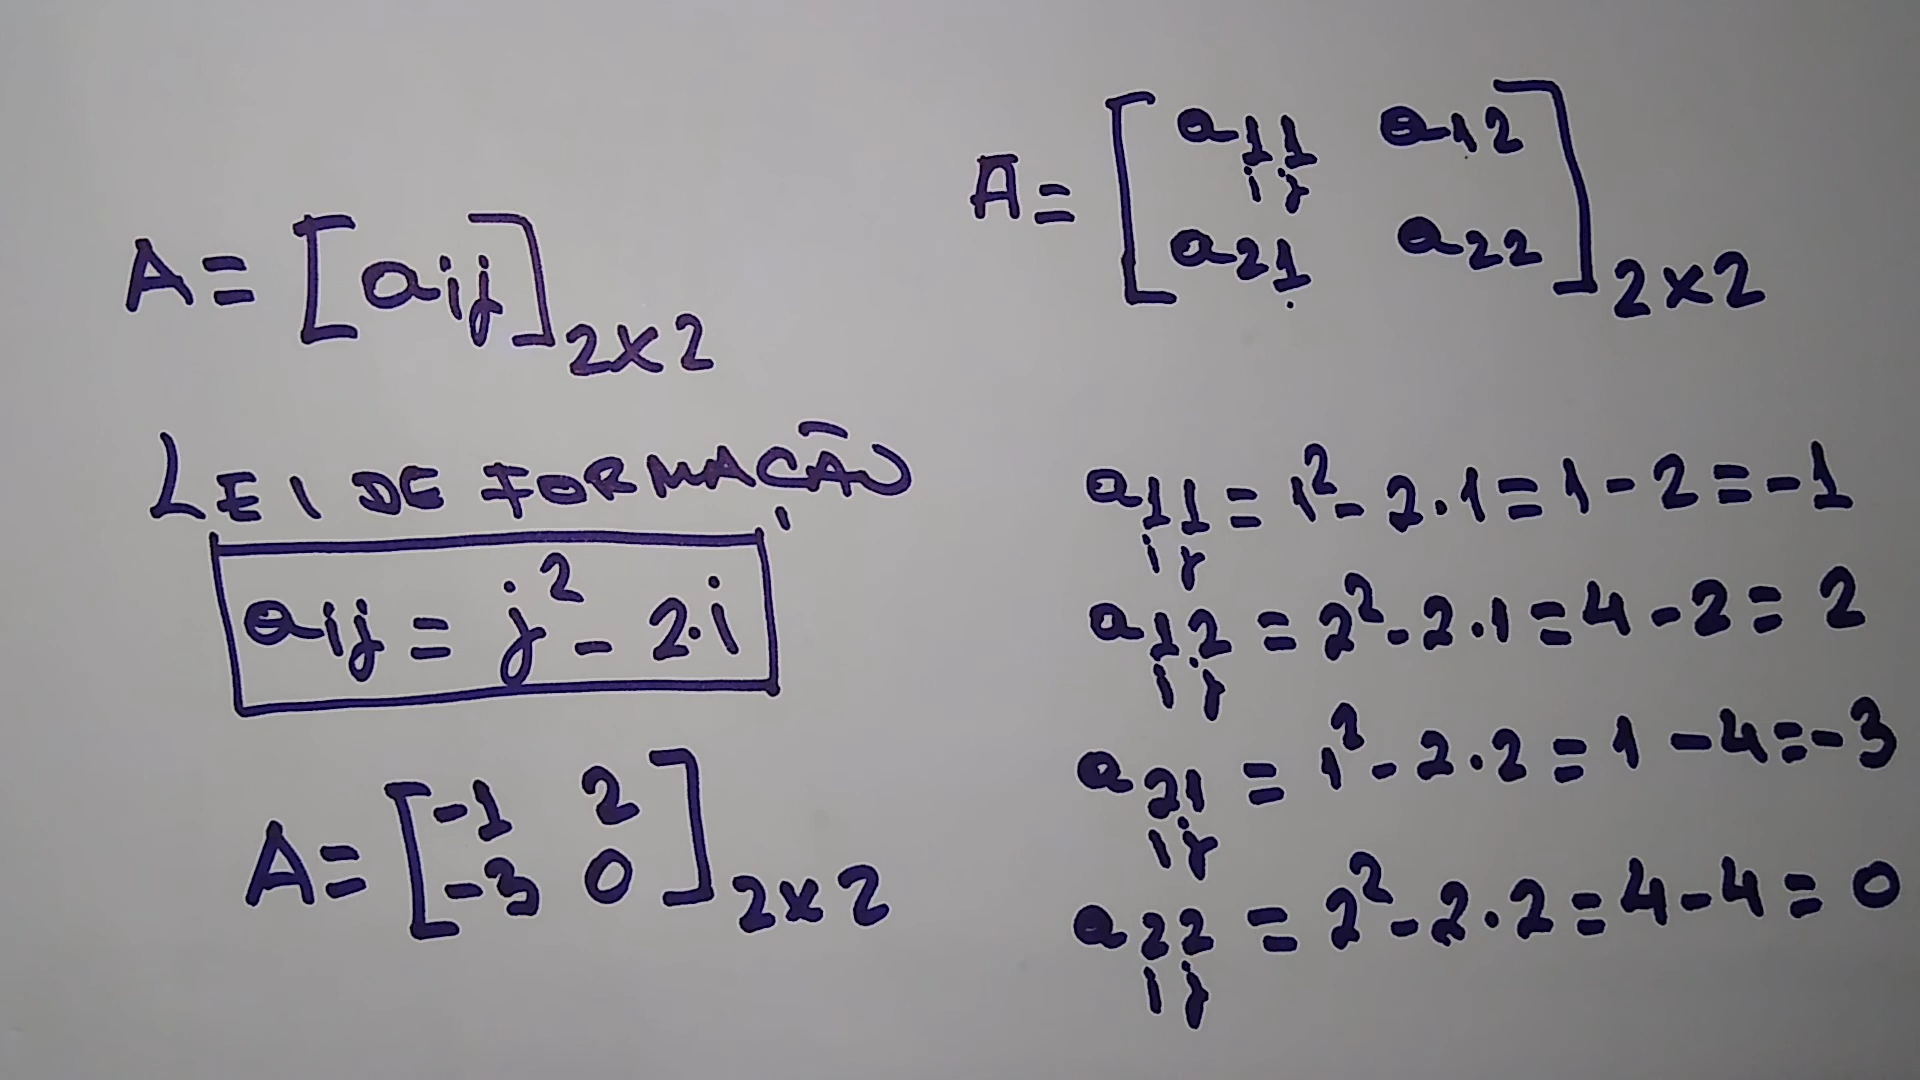 A = [aij]2x2
LEI DE FORMAÇÃO
aij = j² - 2·i
A = [-1 2
-3 0]2x2
A = [a11 a12
i j
a21 a22]2x2
a11 = 1² - 2·1 = 1 - 2 = -1
i j
a12 = 2² - 2·1 = 4 - 2 = 2
i j
a21 = 1² - 2·2 = 1 - 4 = -3
i j
a22 = 2² - 2·2 = 4 - 4 = 0
i j